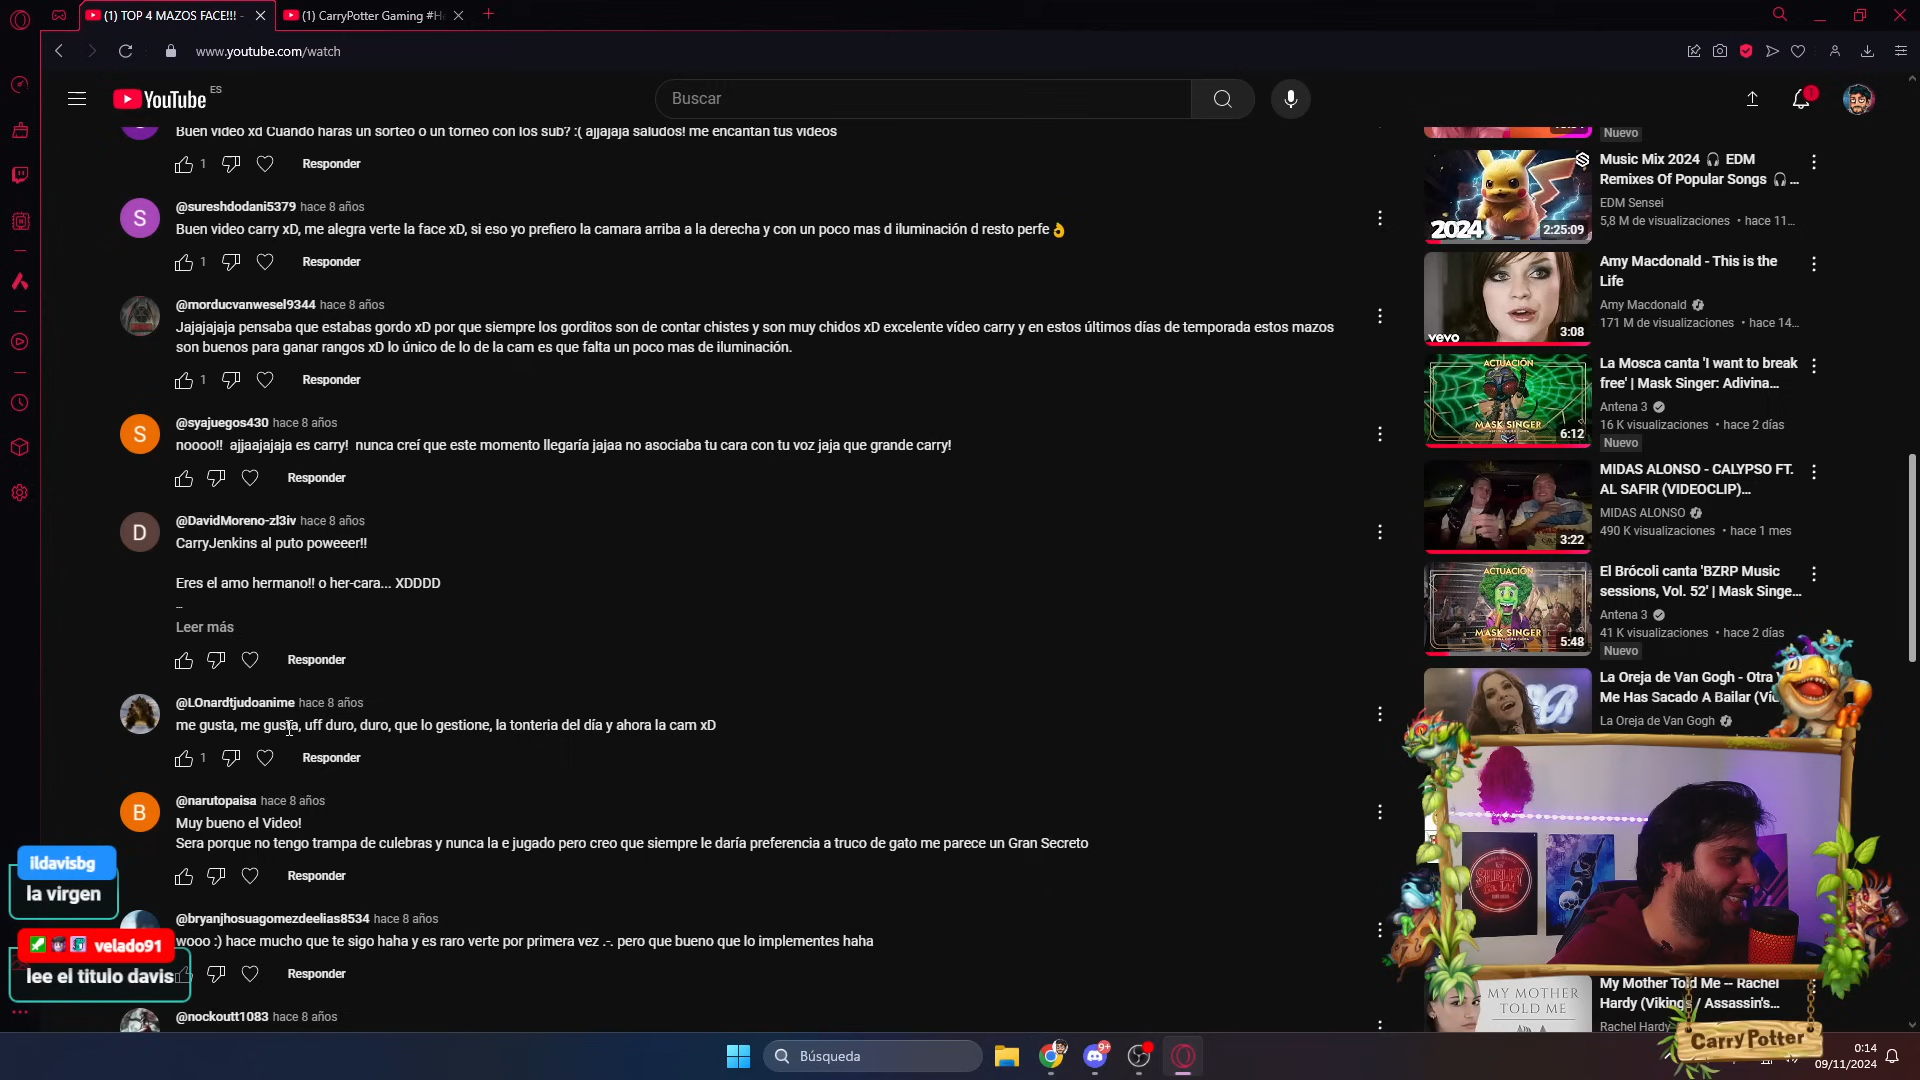 (1) TOP 4 MAZOS FACE!!! -
(1) CarryPotter Gaming #H
www.youtube.com/watch
YouTube ES
Buscar
Buen video xd Cuando haras un sorteo o un torneo con los sub? :( ajjajaja saludos! me encantan tus videos
1 Responder
@sureshdodani5379 hace 8 años
Buen video carry xD, me alegra verte la face xD, si eso yo prefiero la camara arriba a la derecha y con un poco mas d iluminación d resto perfe👌
1 Responder
@morducvanwesel9344 hace 8 años
Jajajajaja pensaba que estabas gordo xD por que siempre los gorditos son de contar chistes y son muy chidos xD excelente vídeo carry y en estos últimos días de temporada estos mazos
son buenos para ganar rangos xD lo único de lo de la cam es que falta un poco mas de iluminación.
1 Responder
@syajuegos430 hace 8 años
noooo!! ajjaajajaja es carry! nunca creí que este momento llegaría jajaa no asociaba tu cara con tu voz jaja que grande carry!
Responder
@DavidMoreno-zl3iv hace 8 años
CarryJenkins al puto poweeer!!
Eres el amo hermano!! o her-cara... XDDDD
Leer más
Responder
@LOnardtjudoanime hace 8 años
me gusta, me gusta, uff duro, duro, que lo gestione, la tonteria del día y ahora la cam xD
1 Responder
@narutopaisa hace 8 años
Muy bueno el Video!
Sera porque no tengo trampa de culebras y nunca la e jugado pero creo que siempre le daría preferencia a truco de gato me parece un Gran Secreto
Responder
@bryanjhosuagomezdeelias8534 hace 8 años
wooo :) hace mucho que te sigo haha y es raro verte por primera vez .-. pero que bueno que lo implementes haha
Responder
@nockoutt1083 hace 8 años
ildavisbg
la virgen
velado91
lee el titulo davis
Nuevo
2024
2:25:09
Music Mix 2024 🎧 EDM
Remixes Of Popular Songs 🎧 ...
EDM Sensei
5,8 M de visualizaciones • hace 11...
vevo
3:08
Amy Macdonald - This is the
Life
Amy Macdonald
171 M de visualizaciones • hace 14...
ACTUACIÓN
MASK SINGER
6:12
La Mosca canta 'I want to break
free' | Mask Singer: Adivina...
Antena 3
16 K visualizaciones • hace 2 días
Nuevo
3:22
MIDAS ALONSO - CALYPSO FT.
AL SAFIR (VIDEOCLIP)...
MIDAS ALONSO
490 K visualizaciones • hace 1 mes
ACTUACIÓN
MASK SINGER
5:48
El Brócoli canta 'BZRP Music
sessions, Vol. 52' | Mask Singe...
Antena 3
41 K visualizaciones • hace 2 días
Nuevo
La Oreja de Van Gogh - Otra
Me Has Sacado A Bailar
La Oreja de Van Gogh
SHELBY
MY MOTHER
TOLD ME
My Mother Told Me -- Rachel
Hardy (Vikings / Assassin's...
Rachel Hardy
CarryPotter
Búsqueda
9+
0:14
09/11/2024